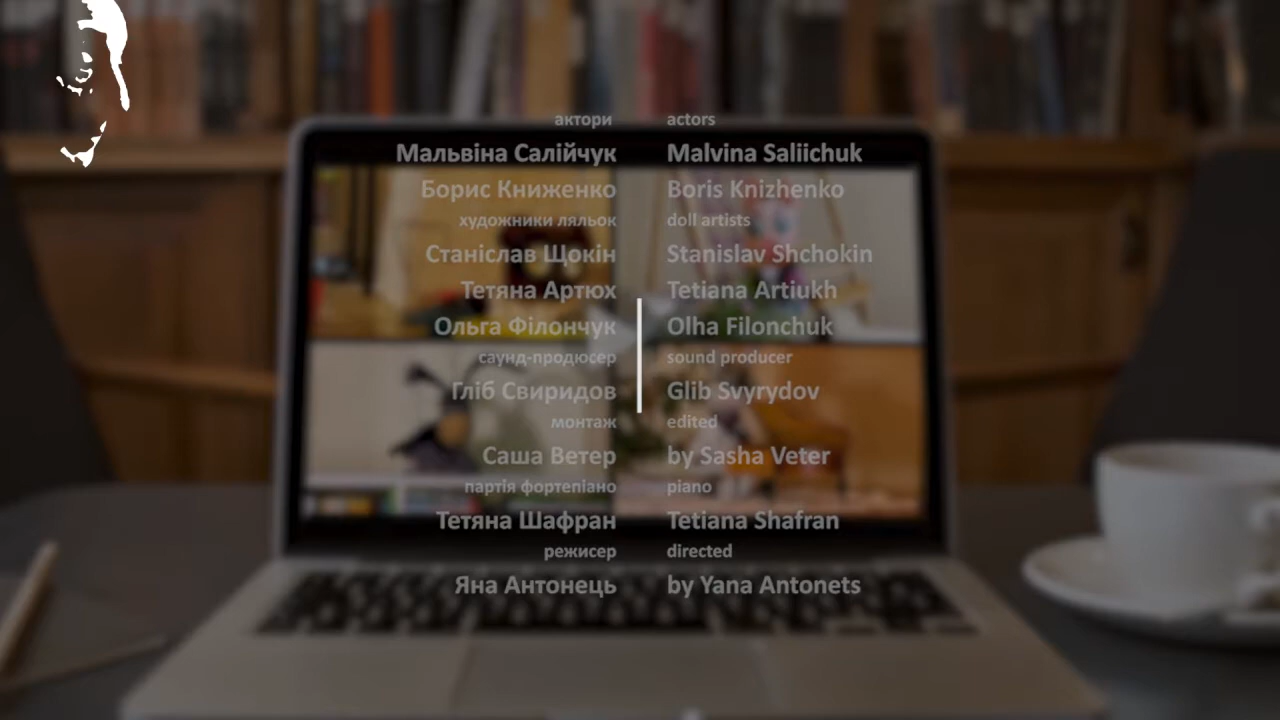 актори actors
Мальвіна Салійчук Malvina Saliichuk
Борис Книженко Boris Knizhenko
художники ляльок doll artists
Станіслав Щокін Stanislav Shchokin
Тетяна Артюх Tetiana Artiukh
Ольга Філончук Olha Filonchuk
саунд-продюсер sound producer
Гліб Свиридов Glib Svyrydov
монтаж edited
Саша Ветер by Sasha Veter
партія фортепіано piano
Тетяна Шафран Tetiana Shafran
режисер directed
Яна Антонець by Yana Antonets